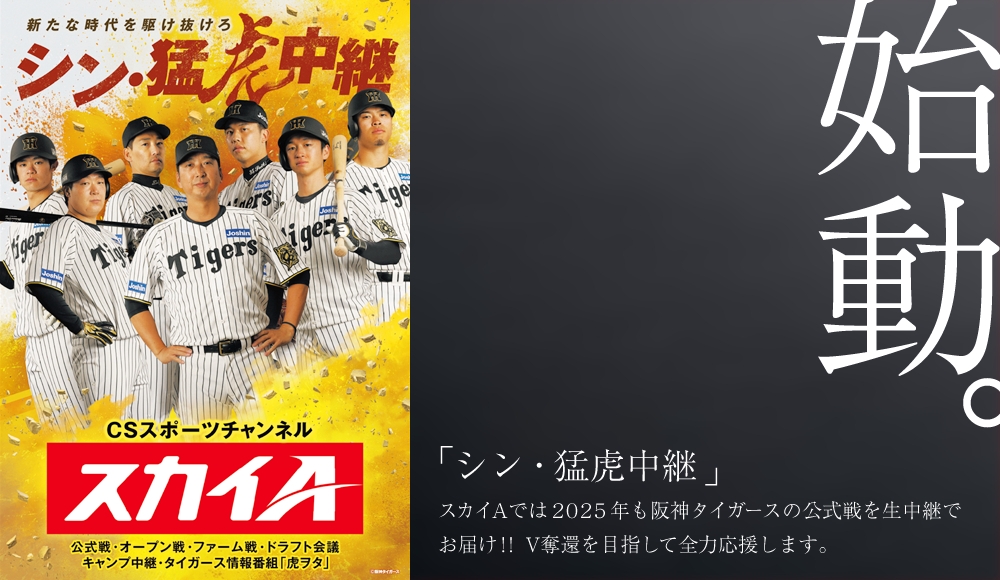 新たな時代を駆け抜けろ
シン・猛虎中継
Tigers
Joshin
Joshin
Joshin
Joshin
Joshin
CSスポーツチャンネル
スカイA
公式戦・オープン戦・ファーム戦・ドラフト会議
キャンプ中継・タイガース情報番組「虎ヲタ」
©阪神タイガース
始動。
「シン・猛虎中継」
スカイAでは2025年も阪神タイガースの公式戦を生中継で
お届け!! V奪還を目指して全力応援します。